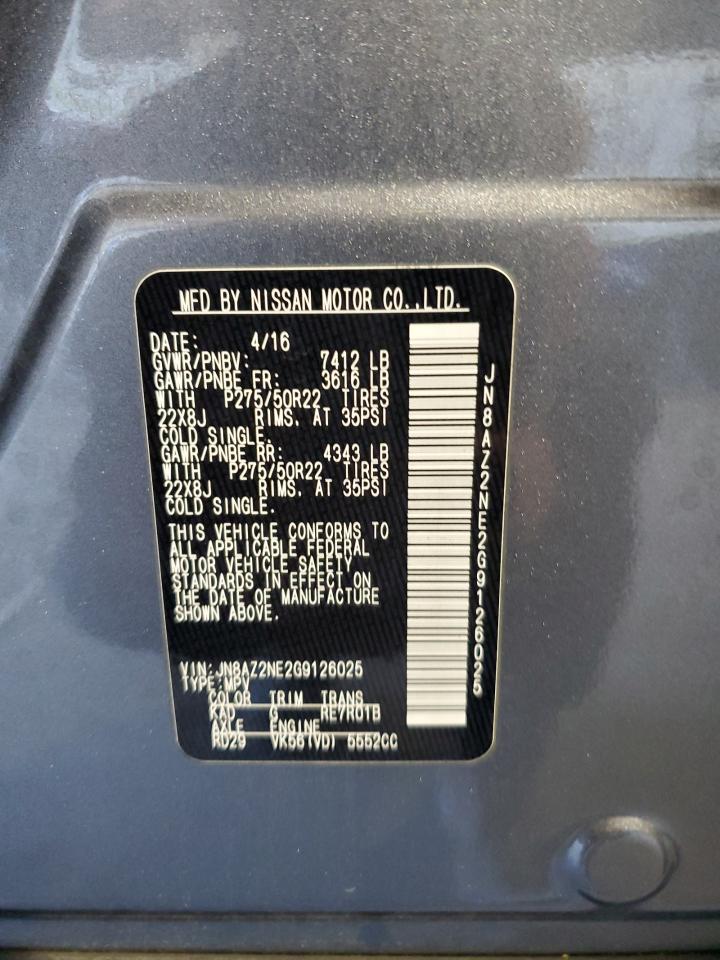 MFD BY NISSAN MOTOR CO.,LTD.
DATE: 4/16
GVWR/PNBV: 7412 LB
GAWR/PNBE FR: 3616 LB
WITH P275/50R22 TIRES
22X8J RIMS. AT 35PSI
COLD SINGLE.
GAWR/PNBE RR: 4343 LB
WITH P275/50R22 TIRES
22X8J RIMS. AT 35PSI
COLD SINGLE.
THIS VEHICLE CONFORMS TO
ALL APPLICABLE FEDERAL
MOTOR VEHICLE SAFETY
STANDARDS IN EFFECT ON
THE DATE OF MANUFACTURE
SHOWN ABOVE.
VIN:JN8AZ2NE2G9126025
TYPE:MPV
COLOR TRIM TRANS
KAD G RE7R01B
AXLE ENGINE
RD29 VK56(VD) 5552CC
JN8AZ2NE2G9126025